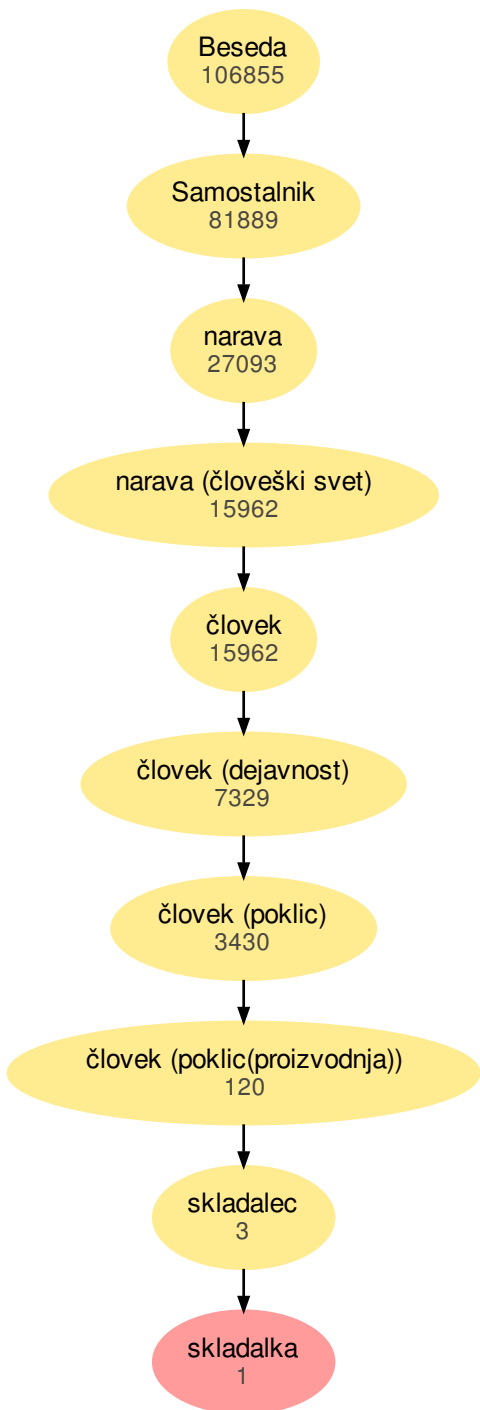 Beseda
106855
Samostalnik
81889
narava
27093
narava (človeški svet)
15962
človek
15962
človek (dejavnost)
7329
človek (poklic)
3430
človek (poklic(proizvodnja))
120
skladalec
3
skladalka
1